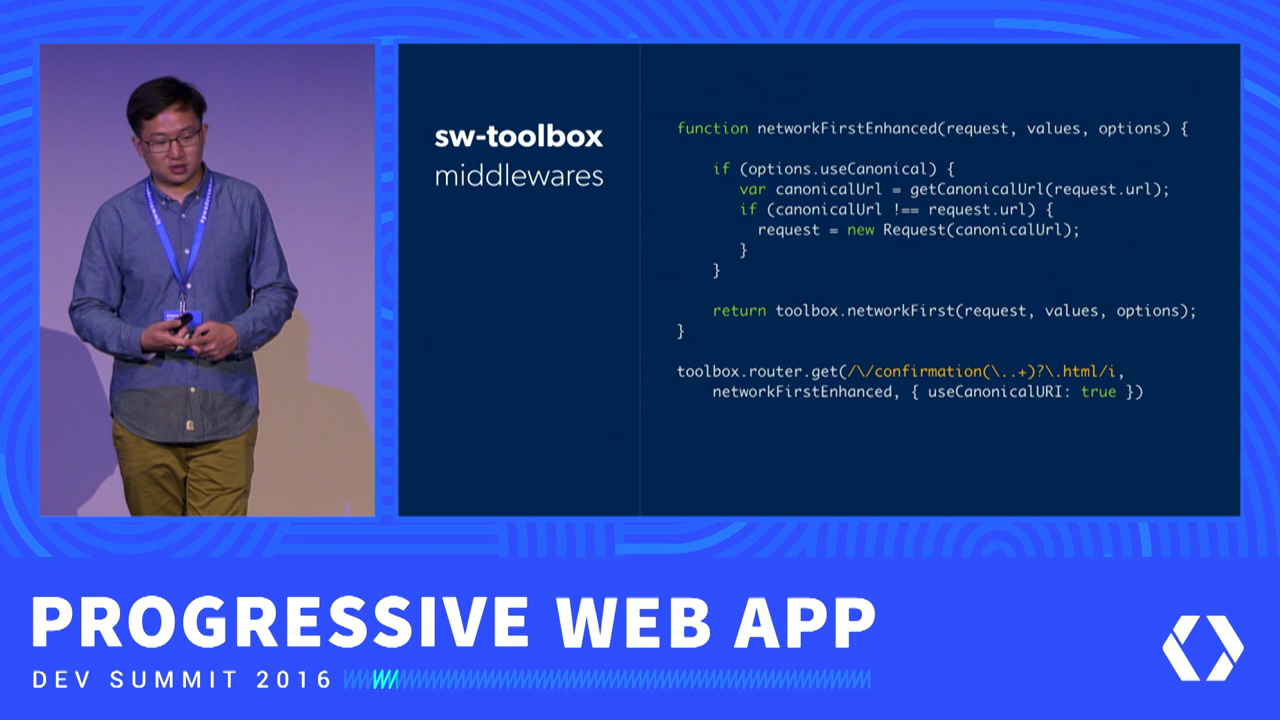 sw-toolbox
middlewares
function networkFirstEnhanced(request, values, options) {
if (options.useCanonical) {
var canonicalUrl = getCanonicalUrl(request.url);
if (canonicalUrl !== request.url) {
request = new Request(canonicalUrl);
}
}
return toolbox.networkFirst(request, values, options);
}
toolbox.router.get(/\/confirmation(\..+)?\.html/i,
networkFirstEnhanced, { useCanonicalURI: true })
PROGRESSIVE WEB APP
DEV SUMMIT 2016